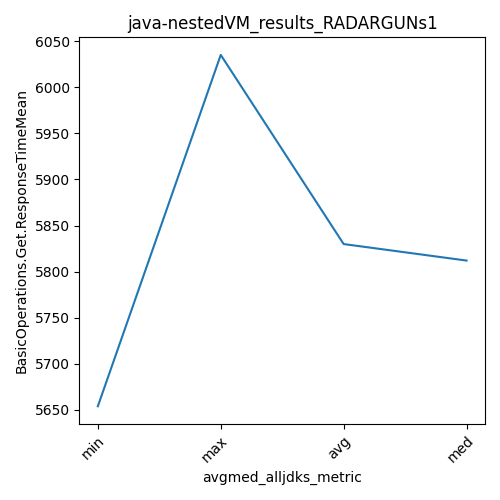 java-nestedVM_results_RADARGUNs1
BasicOperations.Get.ResponseTimeMean
6050
6000
5950
5900
5850
5800
5750
5700
5650
min
max
avg
med
avgmed_alljdks_metric